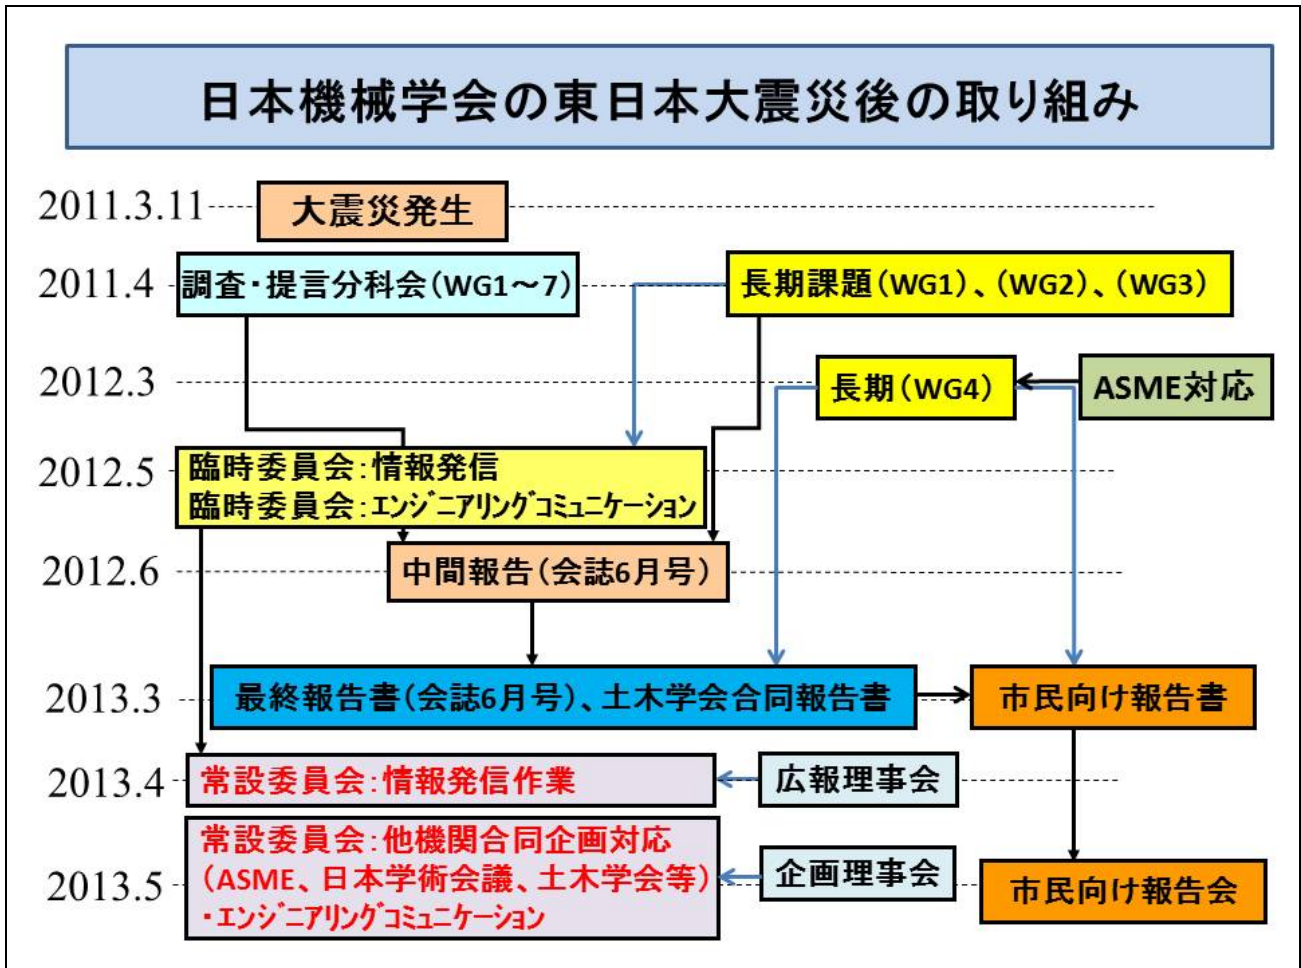 日本機械学会の東日本大震災後の取り組み
2011.3.11
大震災発生
2011.4
調査・提言分科会(WG1～7)
長期課題(WG1)、(WG2)、(WG3)
2012.3
長期(WG4)
ASME対応
2012.5
臨時委員会:情報発信
臨時委員会:ｴﾝｼﾞﾆｱﾘﾝｸﾞｺﾐｭﾆｹｰｼｮﾝ
2012.6
中間報告(会誌6月号)
2013.3
最終報告書(会誌6月号)、土木学会合同報告書
市民向け報告書
2013.4
常設委員会:情報発信作業
広報理事会
2013.5
常設委員会:他機関合同企画対応
(ASME、日本学術会議、土木学会等)
・ｴﾝｼﾞﾆｱﾘﾝｸﾞｺﾐｭﾆｹｰｼｮﾝ
企画理事会
市民向け報告会